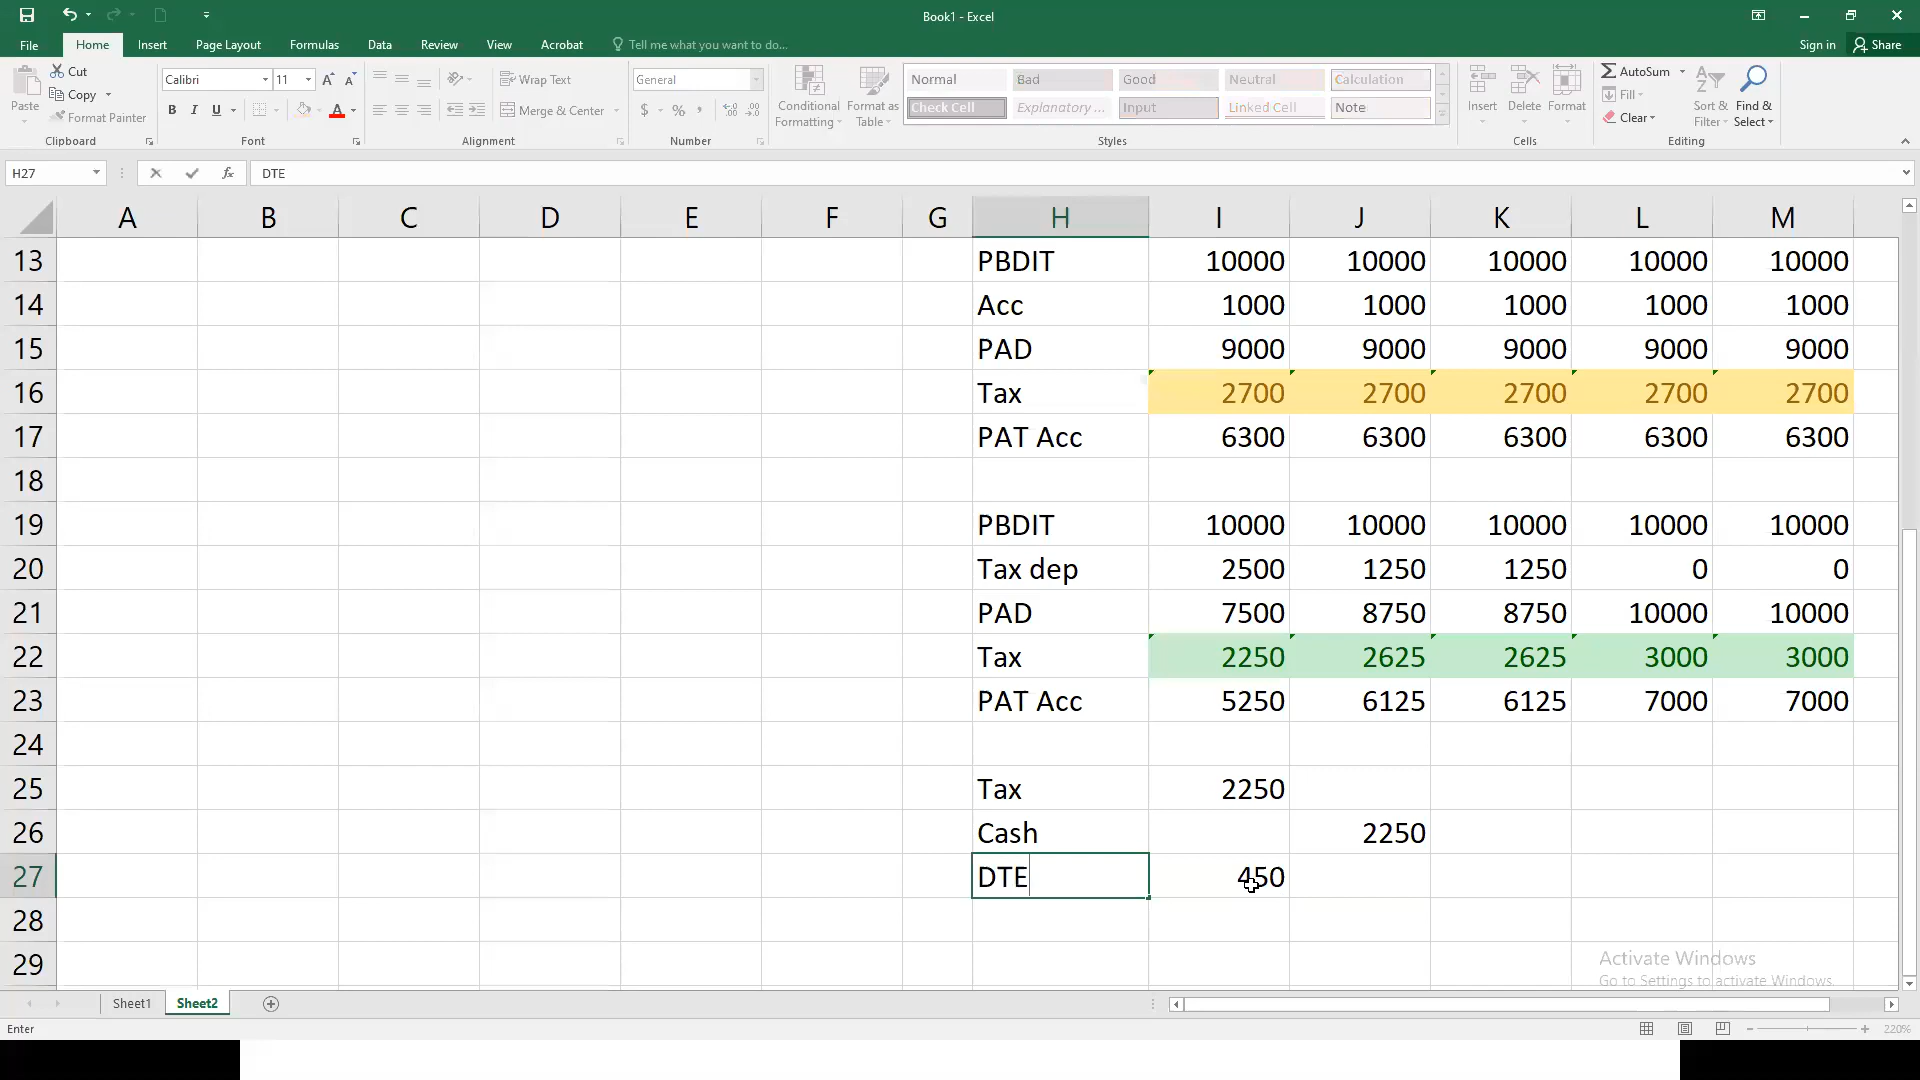 Book1 - Excel
File Home Insert Page Layout Formulas Data Review View Acrobat Tell me what you want to do... Sign in Share
Paste Cut Copy Format Painter Clipboard
Calibri 11 A A B I U A Font
Wrap Text Merge & Center Alignment
General $ % , Number
Conditional Formatting Format as Table
Normal Bad Good Neutral Calculation
Check Cell Explanatory ... Input Linked Cell Note
Styles
Insert Delete Format Cells
AutoSum Fill Clear Sort & Filter Find & Select Editing
H27 fx DTE
A B C D E F G H I J K L M
13 PBDIT 10000 10000 10000 10000 10000
14 Acc 1000 1000 1000 1000 1000
15 PAD 9000 9000 9000 9000 9000
16 Tax 2700 2700 2700 2700 2700
17 PAT Acc 6300 6300 6300 6300 6300
18
19 PBDIT 10000 10000 10000 10000 10000
20 Tax dep 2500 1250 1250 0 0
21 PAD 7500 8750 8750 10000 10000
22 Tax 2250 2625 2625 3000 3000
23 PAT Acc 5250 6125 6125 7000 7000
24
25 Tax 2250
26 Cash 2250
27 DTE 450
28
29
Activate Windows
Go to Settings to activate Windows.
Sheet1 Sheet2
Enter 220%